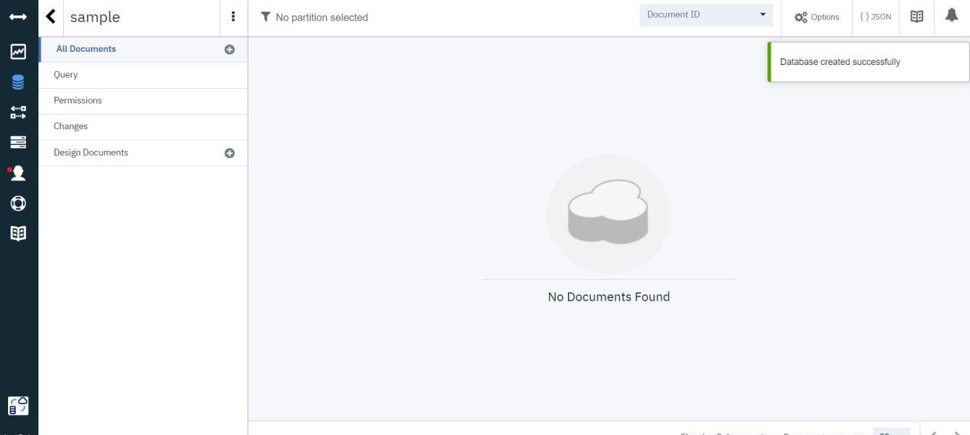 sample
No partition selected
Document ID
Options
{ } JSON
All Documents
Database created successfully
Query
Permissions
Changes
Design Documents
No Documents Found